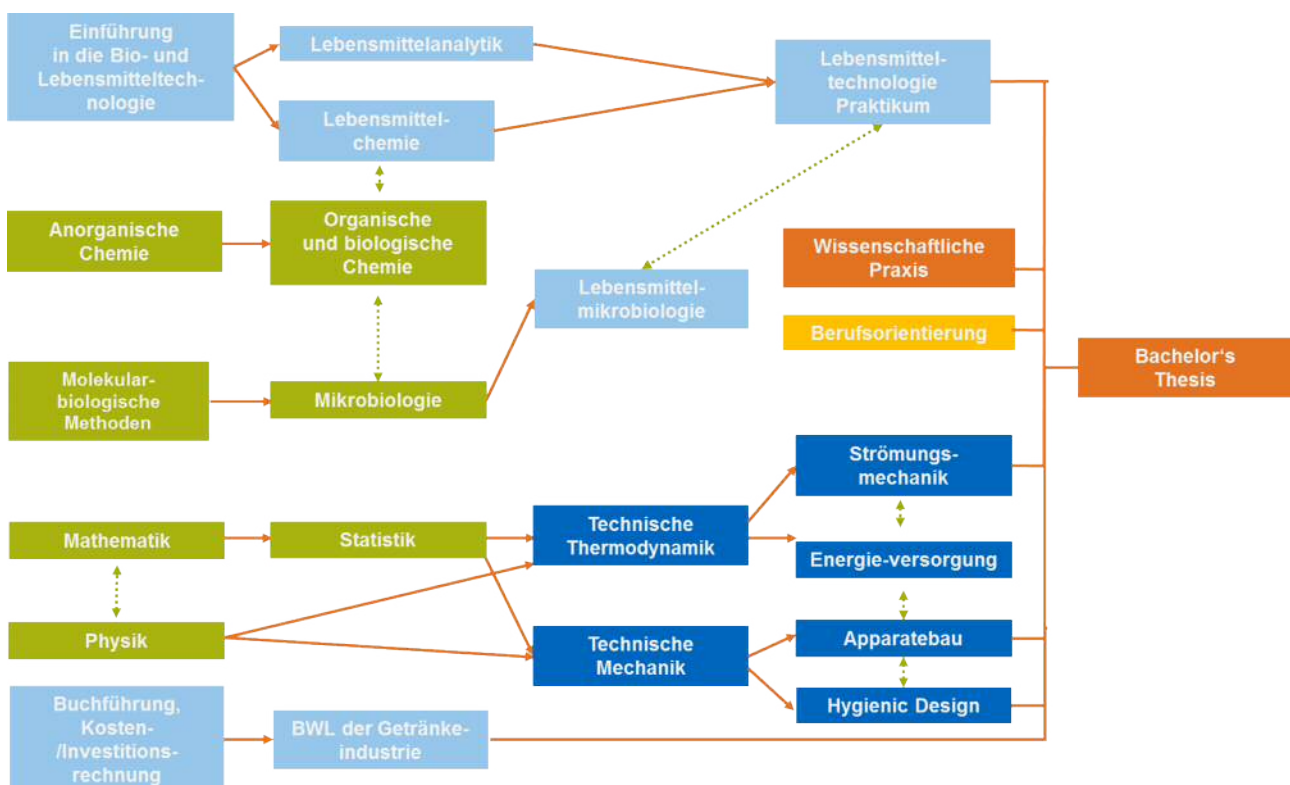 Einführung
in die Bio- und
Lebensmitteltech-
nologie
Lebensmittelanalytik
Lebensmittel-
chemie
Lebensmittel-
technologie
Praktikum
Anorganische
Chemie
Organische
und biologische
Chemie
Lebensmittel-
mikrobiologie
Wissenschaftliche
Praxis
Berufsorientierung
Bachelor‘s
Thesis
Molekular-
biologische
Methoden
Mikrobiologie
Strömungs-
mechanik
Mathematik
Statistik
Technische
Thermodynamik
Energie-versorgung
Physik
Technische
Mechanik
Apparatebau
Hygienic Design
Buchführung,
Kosten-
/Investitions-
rechnung
BWL der Getränke-
industrie